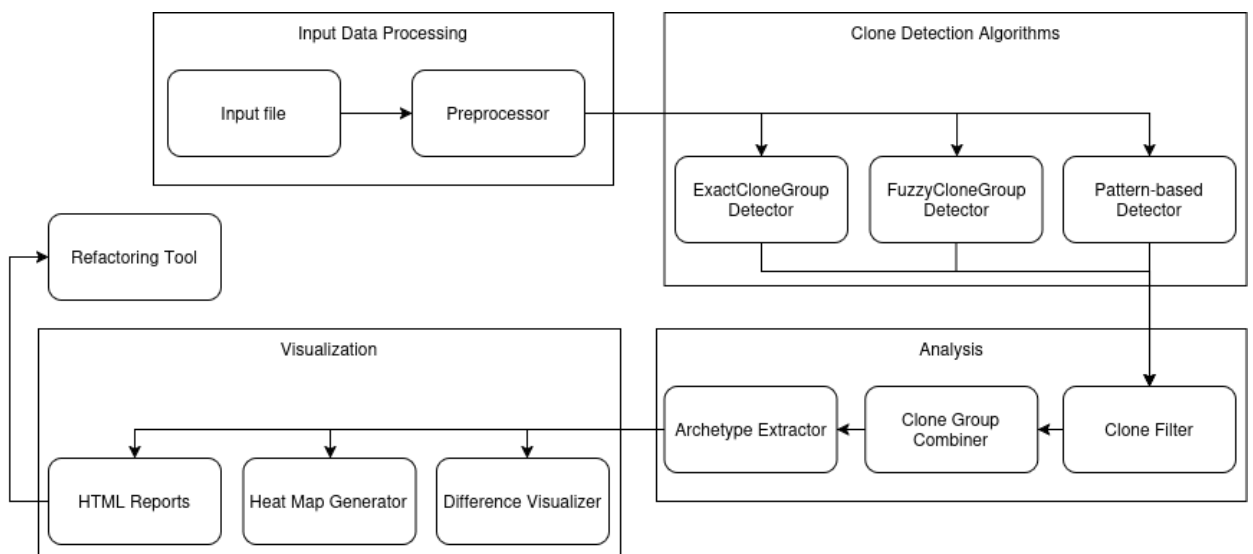 Input Data Processing
Input file
Preprocessor
Clone Detection Algorithms
ExactCloneGroup
Detector
FuzzyCloneGroup
Detector
Pattern-based
Detector
Refactoring Tool
Visualization
HTML Reports
Heat Map Generator
Difference Visualizer
Analysis
Archetype Extractor
Clone Group
Combiner
Clone Filter